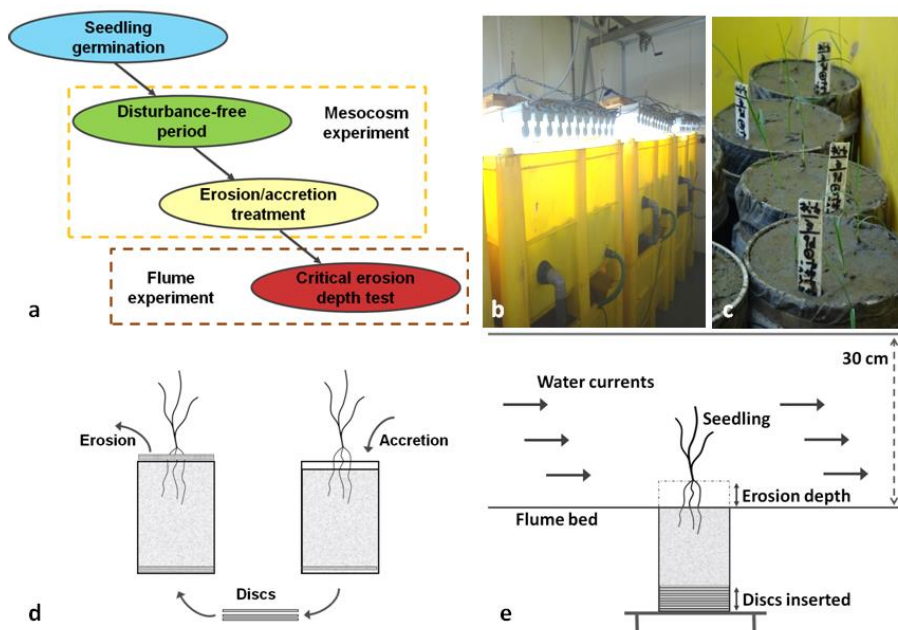 Seedling
germination
Disturbance-free
period
Mesocosm
experiment
Erosion/accretion
treatment
Flume
experiment
Critical erosion
depth test
a
b
c
Erosion
Accretion
Discs
d
30 cm
Water currents
Seedling
Erosion depth
Flume bed
Discs inserted
e